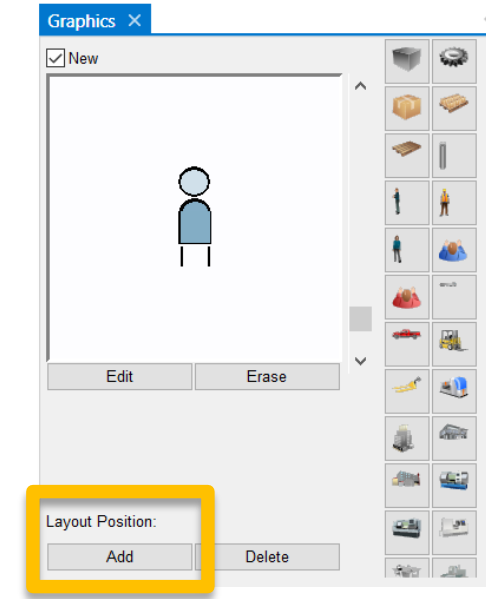 Graphics ×
New
Edit Erase
Layout Position:
Add Delete